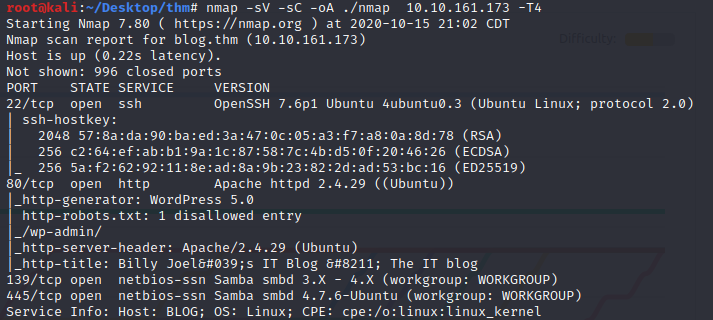 root@kali:~/Desktop/thm# nmap -sV -sC -oA ./nmap  10.10.161.173 -T4
Starting Nmap 7.80 ( https://nmap.org ) at 2020-10-15 21:02 CDT
Nmap scan report for blog.thm (10.10.161.173)
Host is up (0.22s latency).
Not shown: 996 closed ports
PORT    STATE SERVICE     VERSION
22/tcp  open  ssh         OpenSSH 7.6p1 Ubuntu 4ubuntu0.3 (Ubuntu Linux; protocol 2.0)
| ssh-hostkey:
|   2048 57:8a:da:90:ba:ed:3a:47:0c:05:a3:f7:a8:0a:8d:78 (RSA)
|   256 c2:64:ef:ab:b1:9a:1c:87:58:7c:4b:d5:0f:20:46:26 (ECDSA)
|_  256 5a:f2:62:92:11:8e:ad:8a:9b:23:82:2d:ad:53:bc:16 (ED25519)
80/tcp  open  http        Apache httpd 2.4.29 ((Ubuntu))
|_http-generator: WordPress 5.0
| http-robots.txt: 1 disallowed entry
|_/wp-admin/
|_http-server-header: Apache/2.4.29 (Ubuntu)
|_http-title: Billy Joel&#039;s IT Blog &#8211; The IT blog
139/tcp open  netbios-ssn Samba smbd 3.X - 4.X (workgroup: WORKGROUP)
445/tcp open  netbios-ssn Samba smbd 4.7.6-Ubuntu (workgroup: WORKGROUP)
Service Info: Host: BLOG; OS: Linux; CPE: cpe:/o:linux:linux_kernel
Difficulty